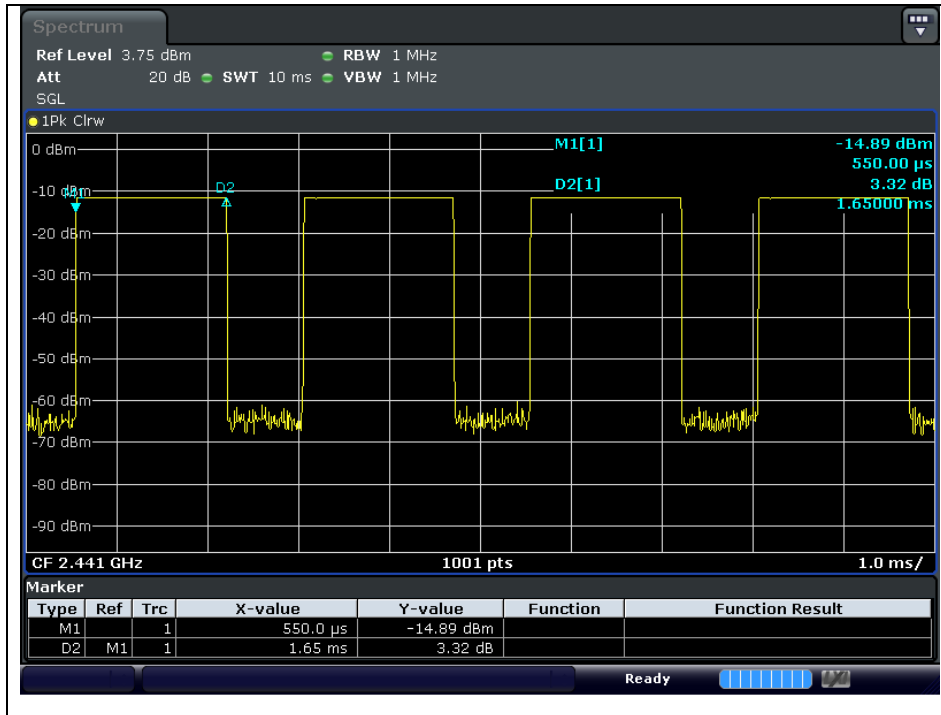 Spectrum
Ref Level 3.75 dBm RBW 1 MHz
Att 20 dB SWT 10 ms VBW 1 MHz
SGL
1Pk Clrw
M1[1] -14.89 dBm
550.00 µs
D2[1] 3.32 dB
1.65000 ms
0 dBm
-10 dBm
M1
D2
-20 dBm
-30 dBm
-40 dBm
-50 dBm
-60 dBm
-70 dBm
-80 dBm
-90 dBm
CF 2.441 GHz 1001 pts 1.0 ms/
Marker
Type Ref Trc X-value Y-value Function Function Result
M1 1 550.0 µs -14.89 dBm
D2 M1 1 1.65 ms 3.32 dB
Ready